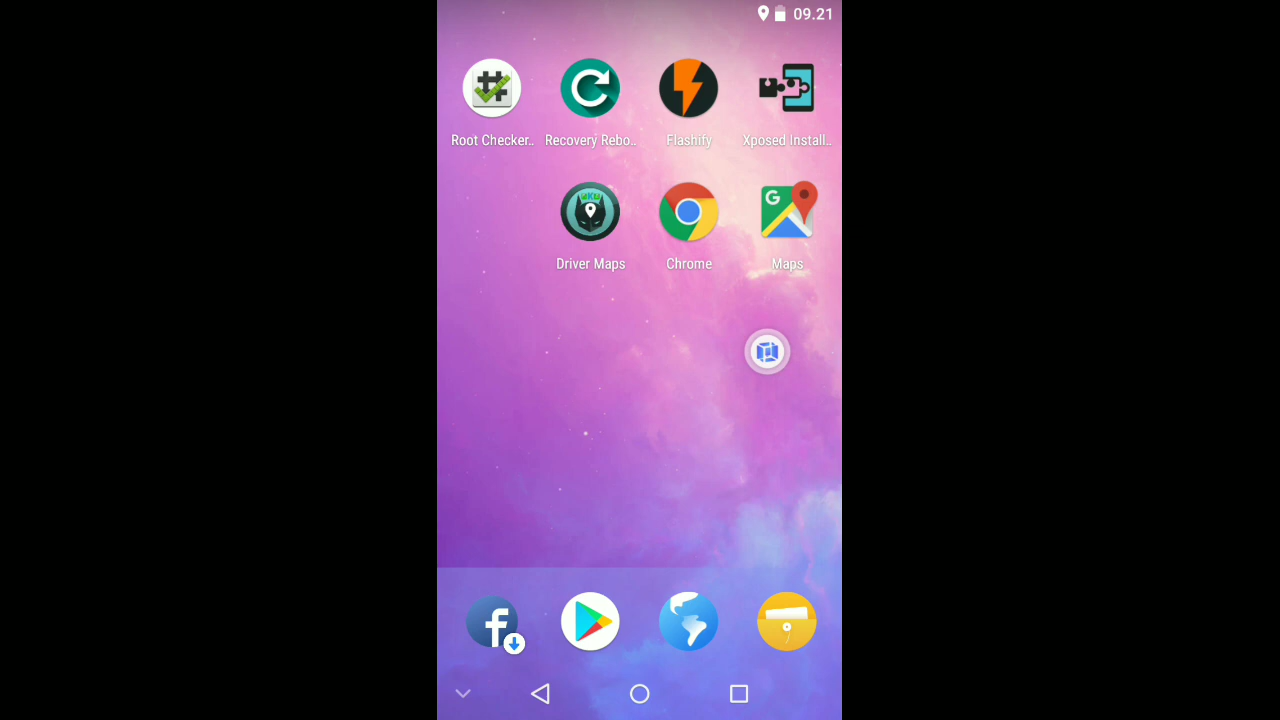 09.21
Root Checker..
Recovery Rebo..
Flashify
Xposed Install..
Driver Maps
Chrome
G
Maps
f